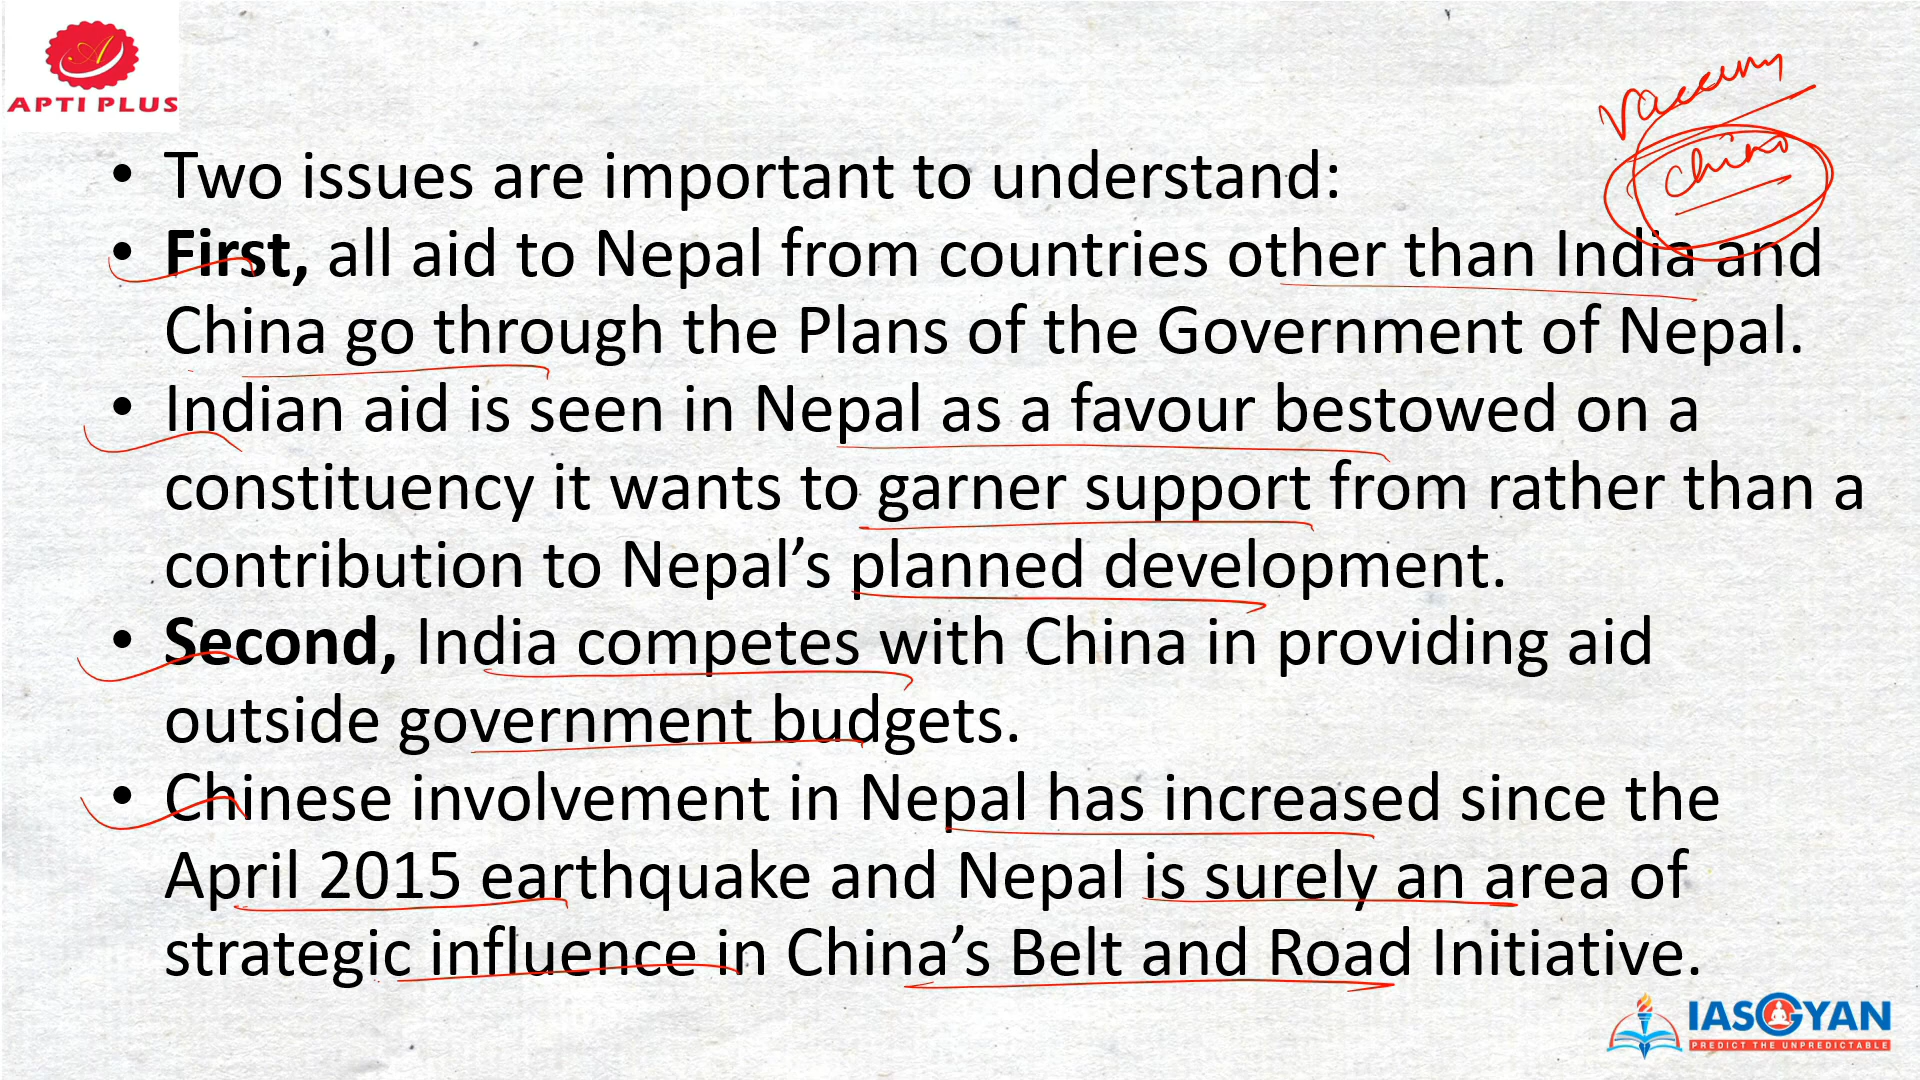 APTI PLUS
vaccum
China
• Two issues are important to understand:
• First, all aid to Nepal from countries other than India and
China go through the Plans of the Government of Nepal.
• Indian aid is seen in Nepal as a favour bestowed on a
constituency it wants to garner support from rather than a
contribution to Nepal’s planned development.
• Second, India competes with China in providing aid
outside government budgets.
• Chinese involvement in Nepal has increased since the
April 2015 earthquake and Nepal is surely an area of
strategic influence in China’s Belt and Road Initiative.
IASGYAN
PREDICT THE UNPREDICTABLE